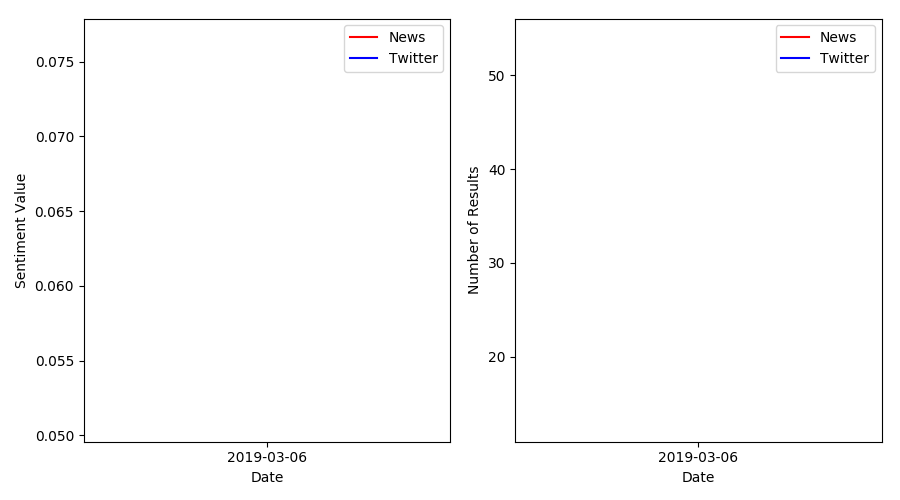 News
Twitter
0.075
0.070
0.065
0.060
0.055
0.050
Sentiment Value
2019-03-06
Date
News
Twitter
50
40
30
20
Number of Results
2019-03-06
Date